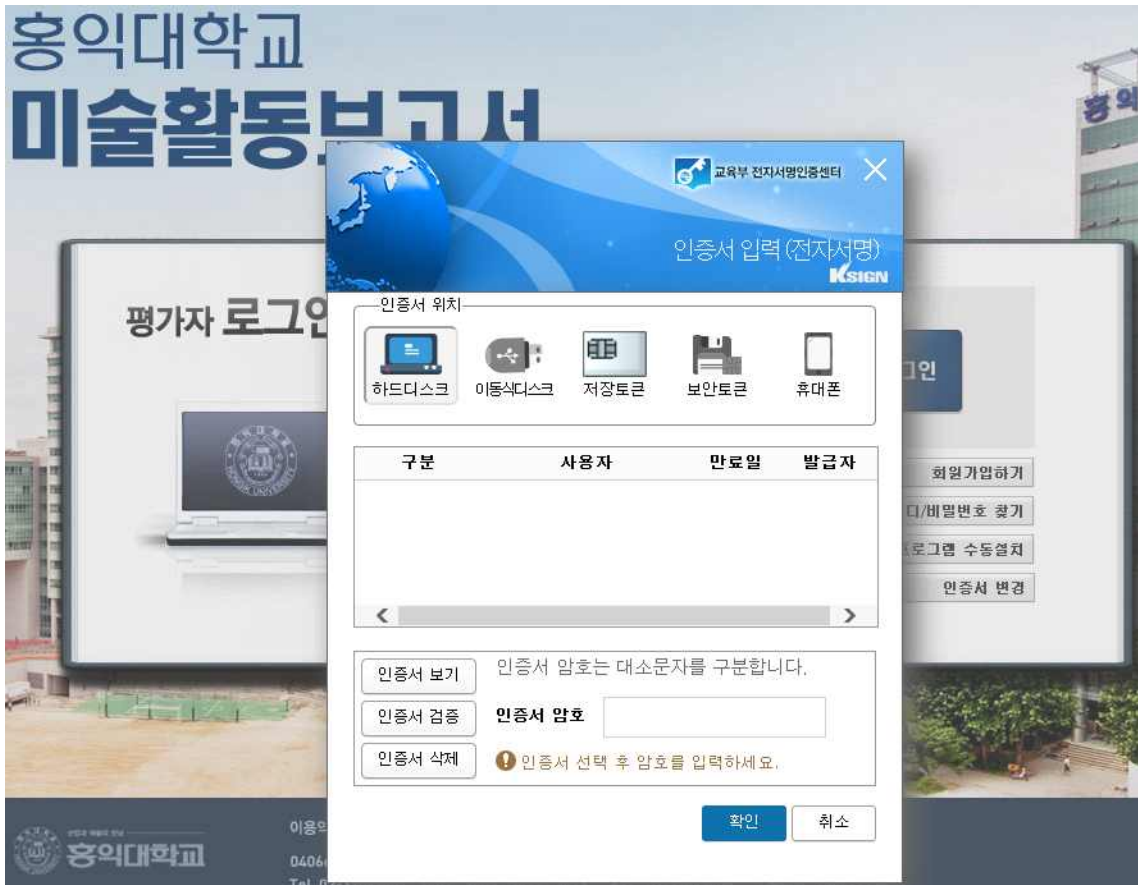 홍익대학교
미술활동보고서
교육부 전자서명인증센터
인증서 입력 (전자서명)
KSIGN
평가자 로그인
인증서 위치
하드디스크 이동식디스크 저장토큰 보안토큰 휴대폰
그인
구분 사용자 만료일 발급자
회원가입하기
디/비밀번호 찾기
프로그램 수동설치
인증서 변경
인증서 보기
인증서 암호는 대소문자를 구분합니다.
인증서 검증
인증서 암호
인증서 삭제
인증서 선택 후 암호를 입력하세요.
확인 취소
이용약
홍익대학교
0406